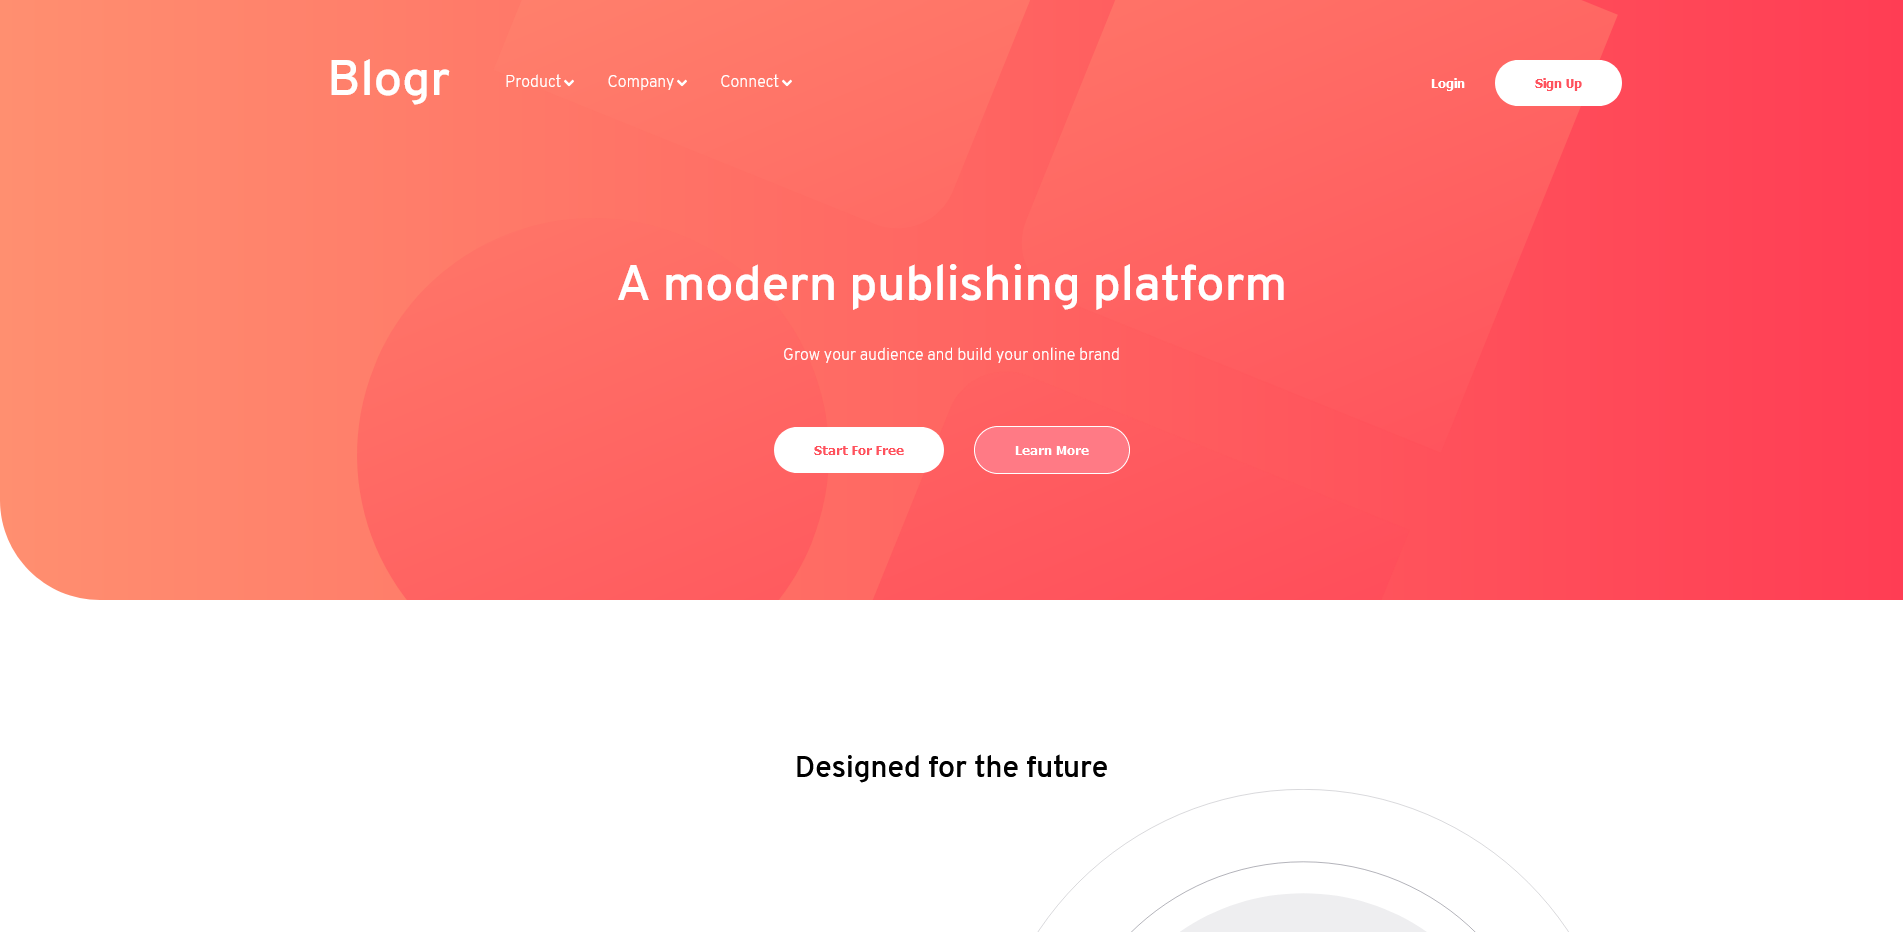 Blogr Product Company Connect Login Sign Up
A modern publishing platform
Grow your audience and build your online brand
Start For Free Learn More
Designed for the future